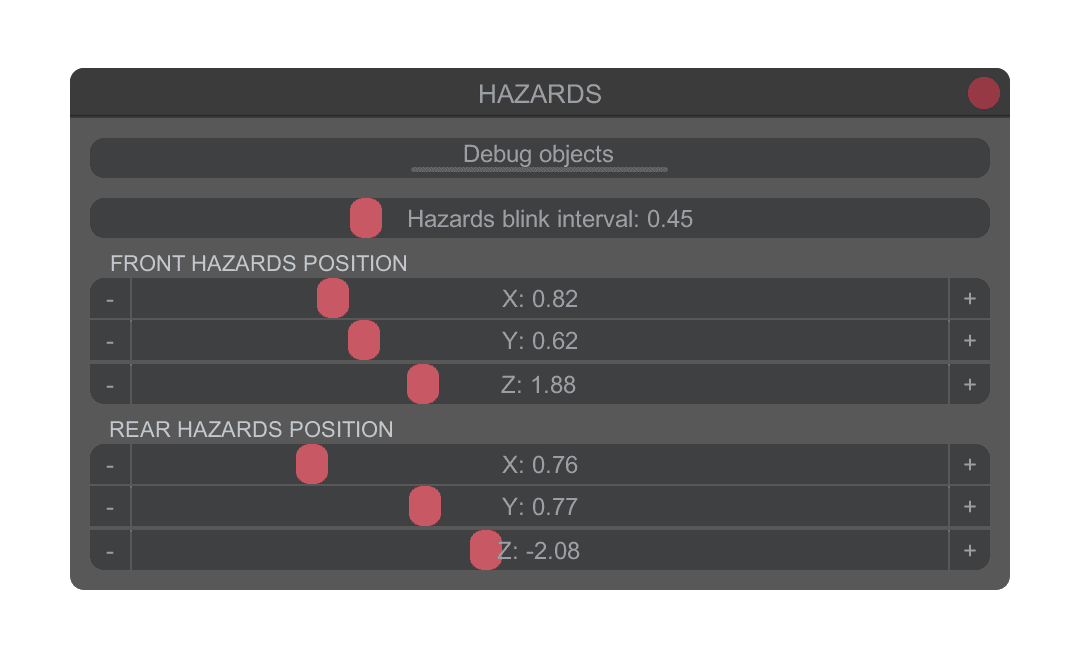 HAZARDS
Debug objects
Hazards blink interval: 0.45
FRONT HAZARDS POSITION
- X: 0.82 +
- Y: 0.62 +
- Z: 1.88 +
REAR HAZARDS POSITION
- X: 0.76 +
- Y: 0.77 +
- Z: -2.08 +